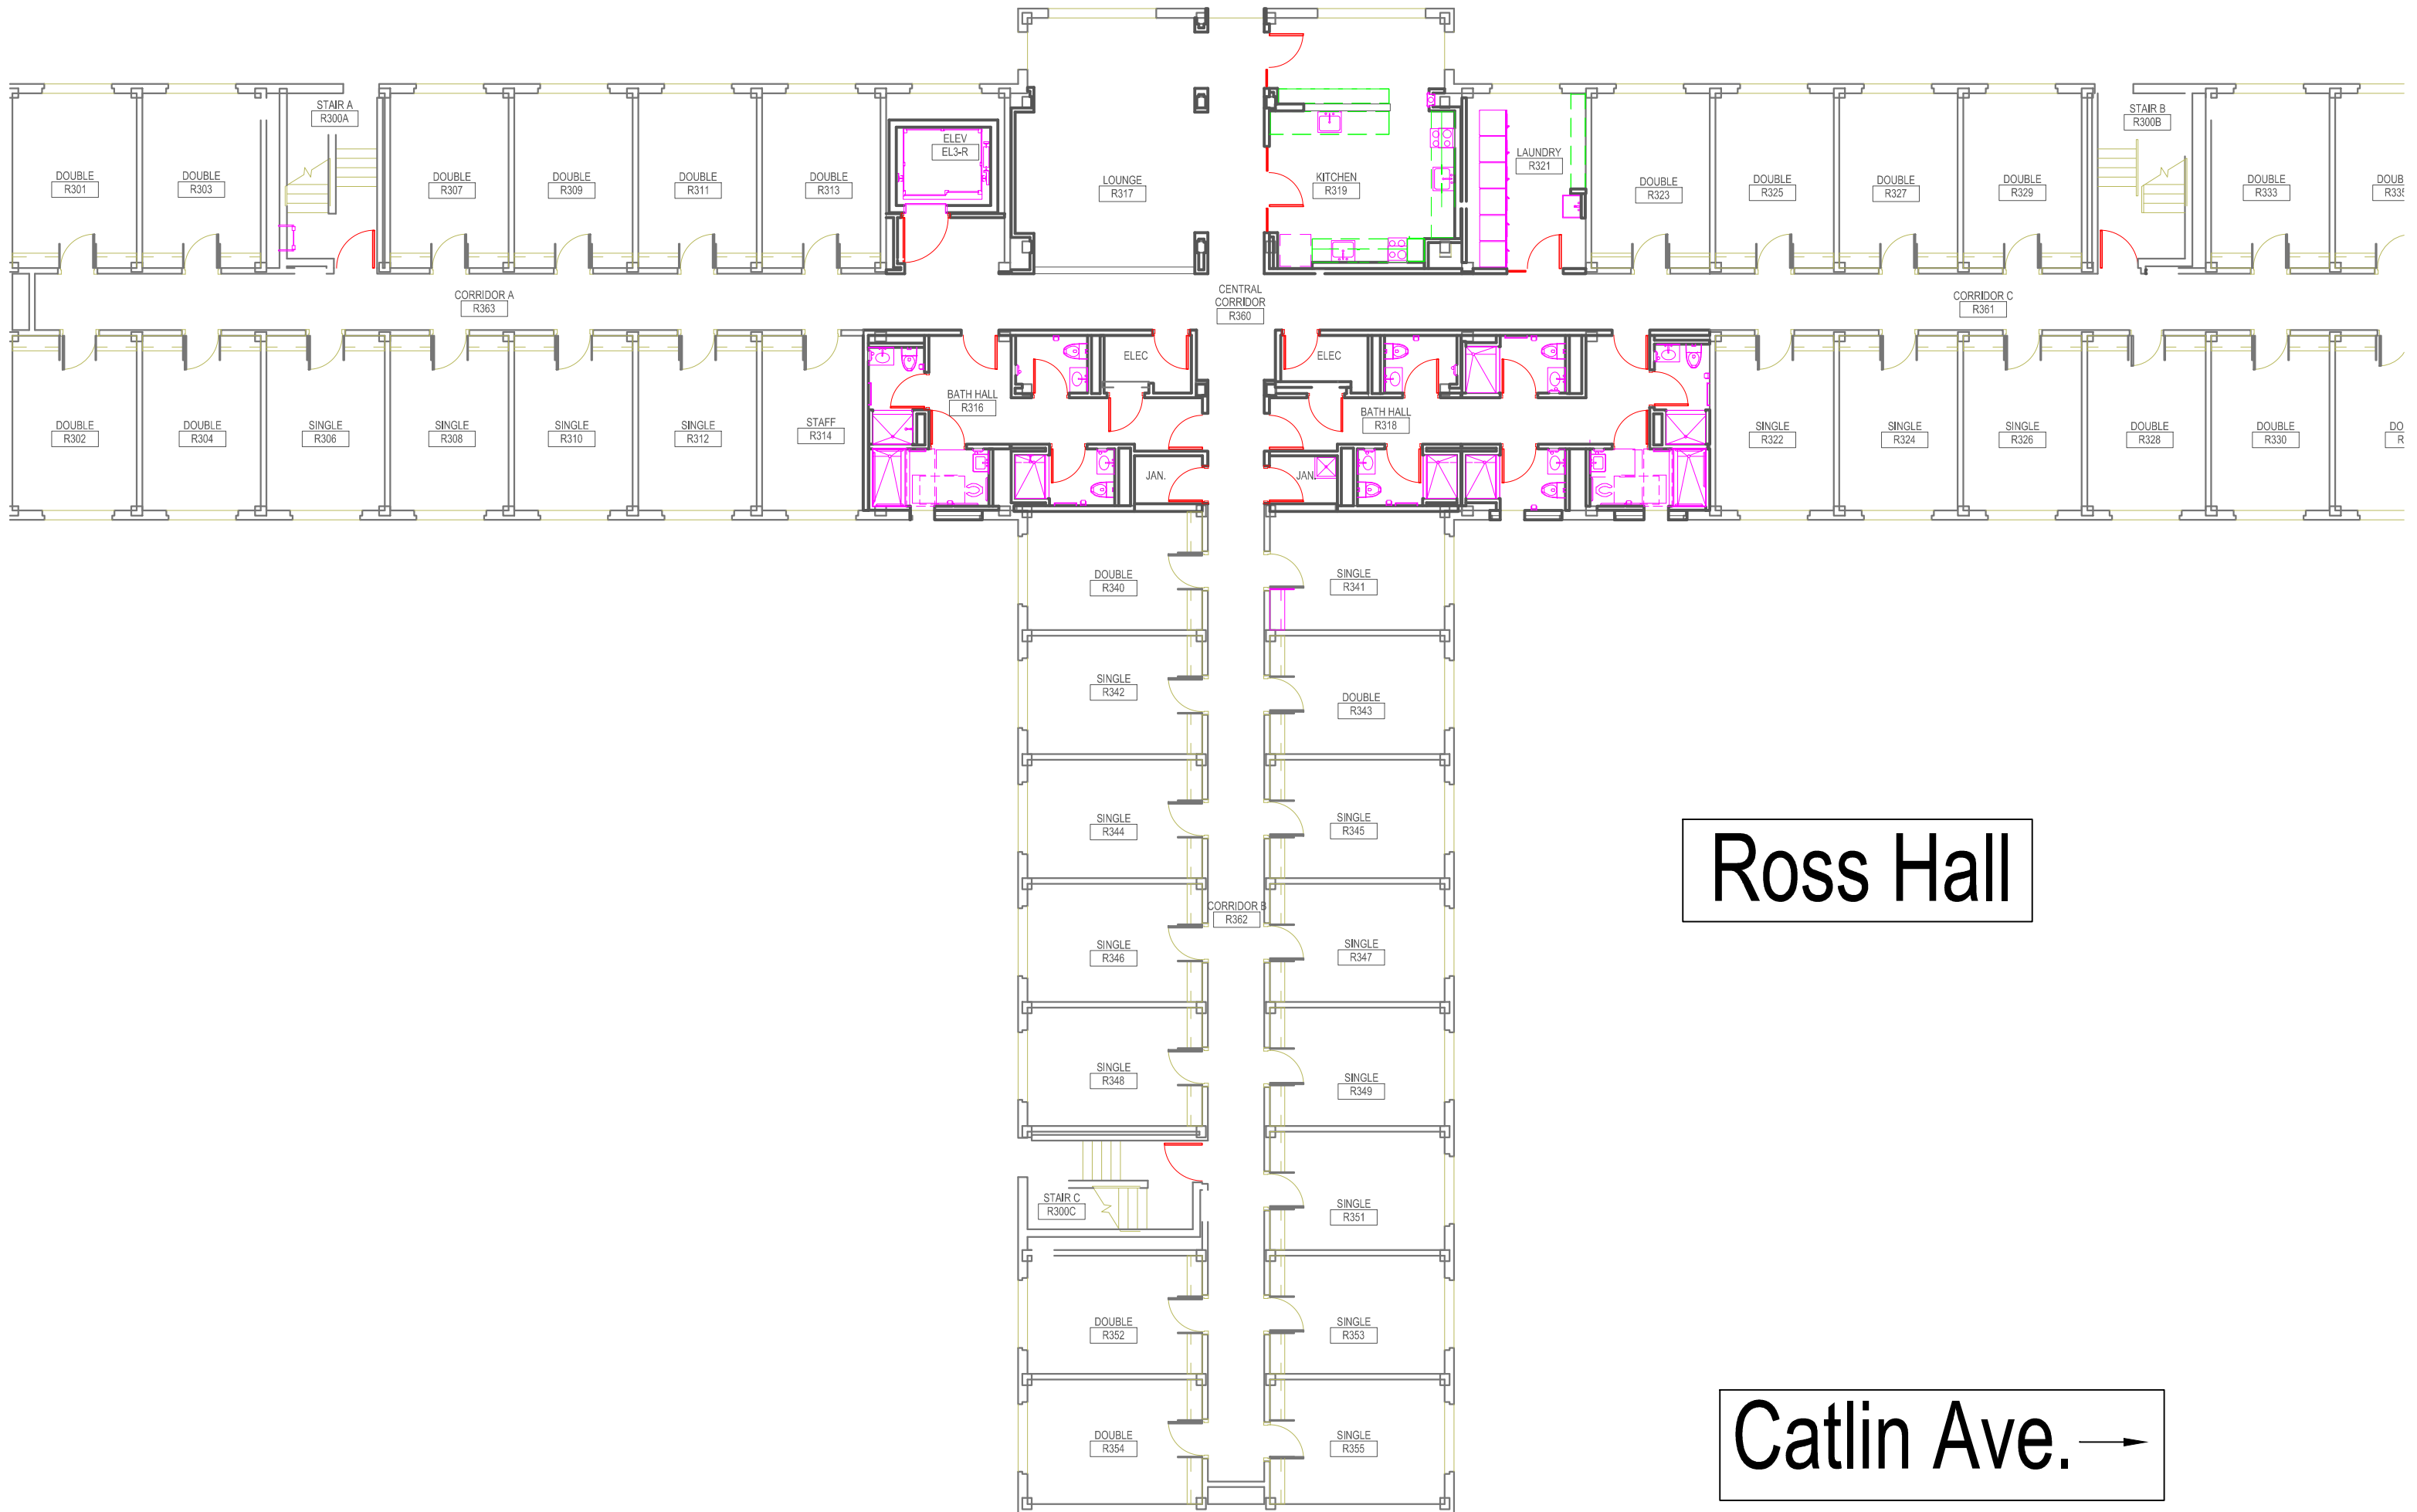 STAIR A
R300A
STAIR B
R300B
ELEV
EL3-R
DOUBLE
R301
DOUBLE
R303
DOUBLE
R307
DOUBLE
R309
DOUBLE
R311
DOUBLE
R313
LOUNGE
R317
KITCHEN
R319
LAUNDRY
R321
DOUBLE
R323
DOUBLE
R325
DOUBLE
R327
DOUBLE
R329
DOUBLE
R333
DOUB
R335
CORRIDOR A
R363
CENTRAL
CORRIDOR
R360
CORRIDOR C
R361
ELEC
ELEC
BATH HALL
R316
BATH HALL
R318
DOUBLE
R302
DOUBLE
R304
SINGLE
R306
SINGLE
R308
SINGLE
R310
SINGLE
R312
STAFF
R314
SINGLE
R322
SINGLE
R324
SINGLE
R326
DOUBLE
R328
DOUBLE
R330
DO
R
JAN.
JAN.
DOUBLE
R340
SINGLE
R341
SINGLE
R342
DOUBLE
R343
SINGLE
R344
SINGLE
R345
Ross Hall
CORRIDOR B
R362
SINGLE
R346
SINGLE
R347
SINGLE
R348
SINGLE
R349
STAIR C
R300C
SINGLE
R351
DOUBLE
R352
SINGLE
R353
DOUBLE
R354
SINGLE
R355
Catlin Ave.